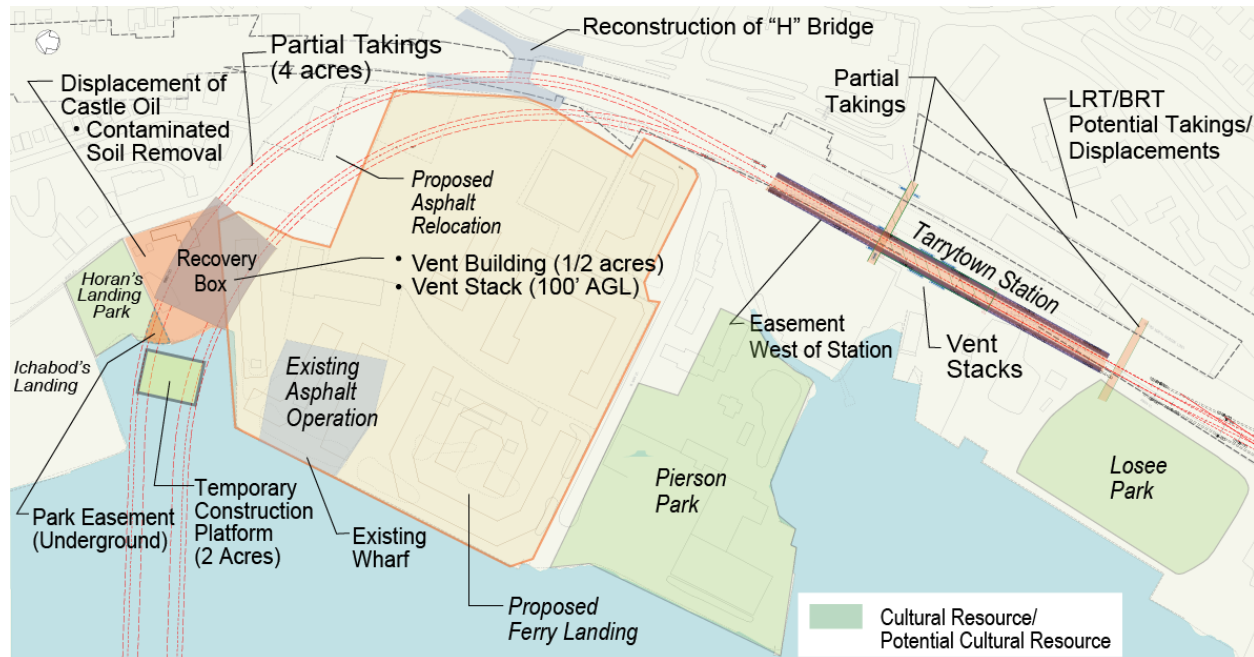 Reconstruction of “H” Bridge
Partial Takings
(4 acres)
Displacement of
Castle Oil
• Contaminated
Soil Removal
Partial
Takings
LRT/BRT
Potential Takings/
Displacements
Proposed
Asphalt
Relocation
Recovery
Box
• Vent Building (1/2 acres)
• Vent Stack (100’ AGL)
Tarrytown Station
Horan’s
Landing
Park
Easement
West of Station
Vent
Stacks
Ichabod’s
Landing
Existing
Asphalt
Operation
Pierson
Park
Losee
Park
Park Easement
(Underground)
Temporary
Construction
Platform
(2 Acres)
Existing
Wharf
Proposed
Ferry Landing
Cultural Resource/
Potential Cultural Resource